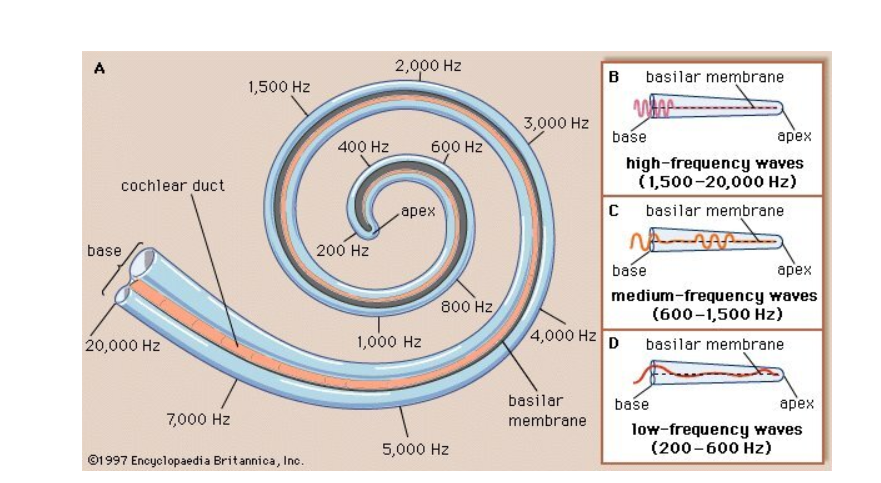 A
2,000 Hz
1,500 Hz
3,000 Hz
400 Hz
600 Hz
cochlear duct
apex
200 Hz
base
800 Hz
1,000 Hz
4,000 Hz
20,000 Hz
basilar
membrane
7,000 Hz
5,000 Hz
©1997 Encyclopaedia Britannica, Inc.
B
basilar membrane
base
apex
high-frequency waves
(1,500–20,000 Hz)
C
basilar membrane
base
apex
medium-frequency waves
(600–1,500 Hz)
D
basilar membrane
base
apex
low-frequency waves
(200–600 Hz)